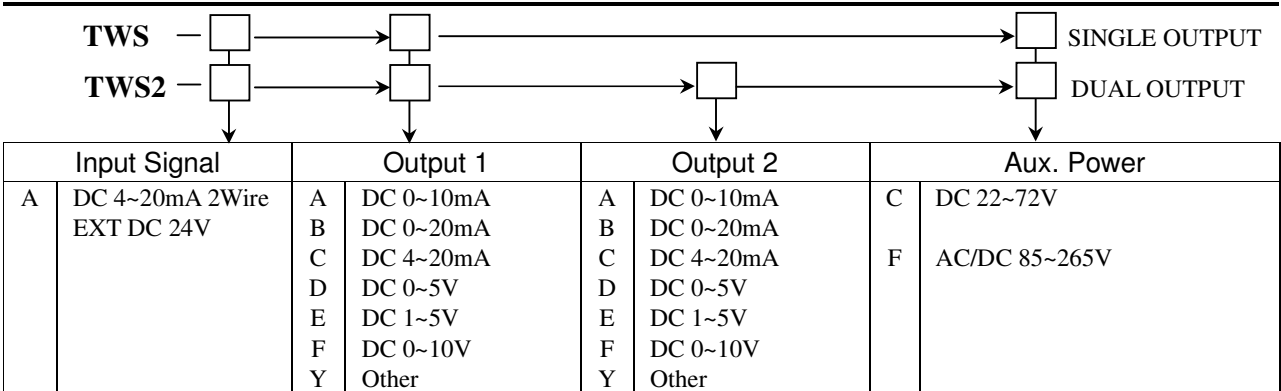 TWS — SINGLE OUTPUT
TWS2 — DUAL OUTPUT
Input Signal Output 1 Output 2 Aux. Power
A DC 4~20mA 2Wire A DC 0~10mA A DC 0~10mA C DC 22~72V
EXT DC 24V B DC 0~20mA B DC 0~20mA
C DC 4~20mA C DC 4~20mA F AC/DC 85~265V
D DC 0~5V D DC 0~5V
E DC 1~5V E DC 1~5V
F DC 0~10V F DC 0~10V
Y Other Y Other